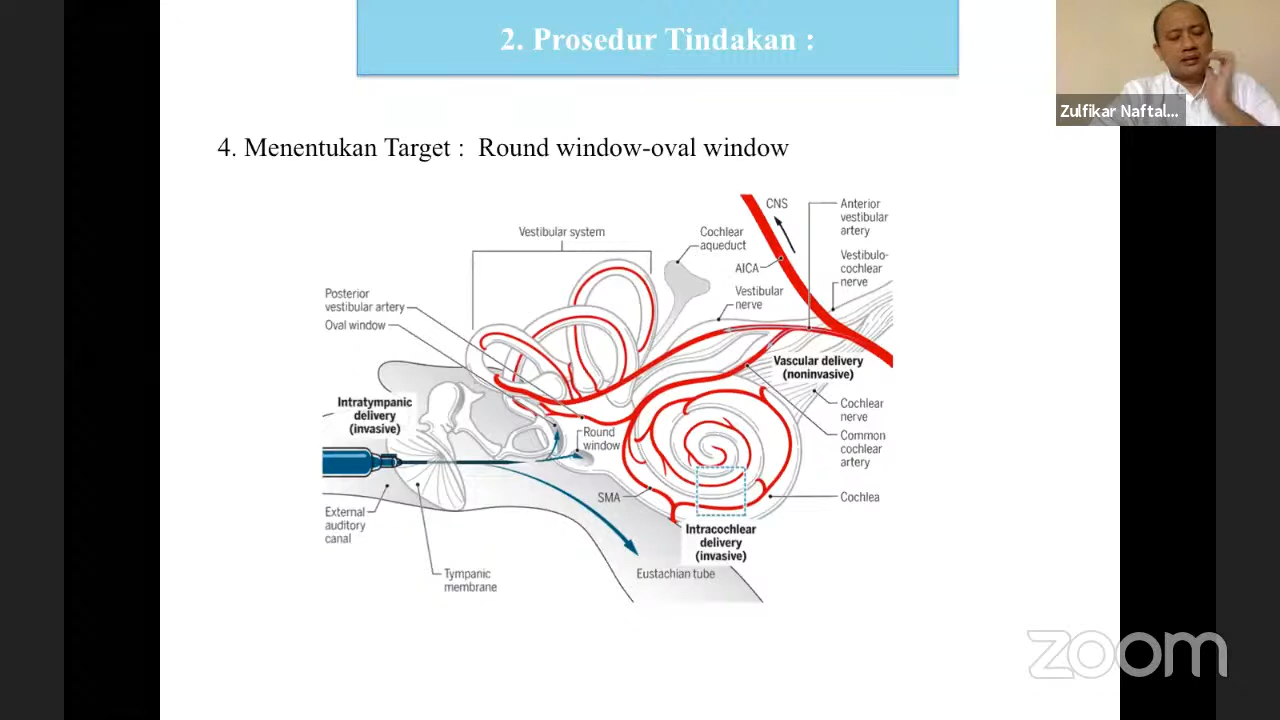 2. Prosedur Tindakan :
Zulfikar Naftal...
4. Menentukan Target : Round window-oval window
CNS
Anterior
vestibular
artery
Vestibular system
Cochlear
aqueduct
AICA
Vestibulo-
cochlear
nerve
Posterior
vestibular artery
Vestibular
nerve
Oval window
Vascular delivery
(noninvasive)
Intratympanic
delivery
(invasive)
Cochlear
nerve
Round
window
Common
cochlear
artery
SMA
Cochlea
External
auditory
canal
Intracochlear
delivery
(invasive)
Tympanic
membrane
Eustachian tube
zoom